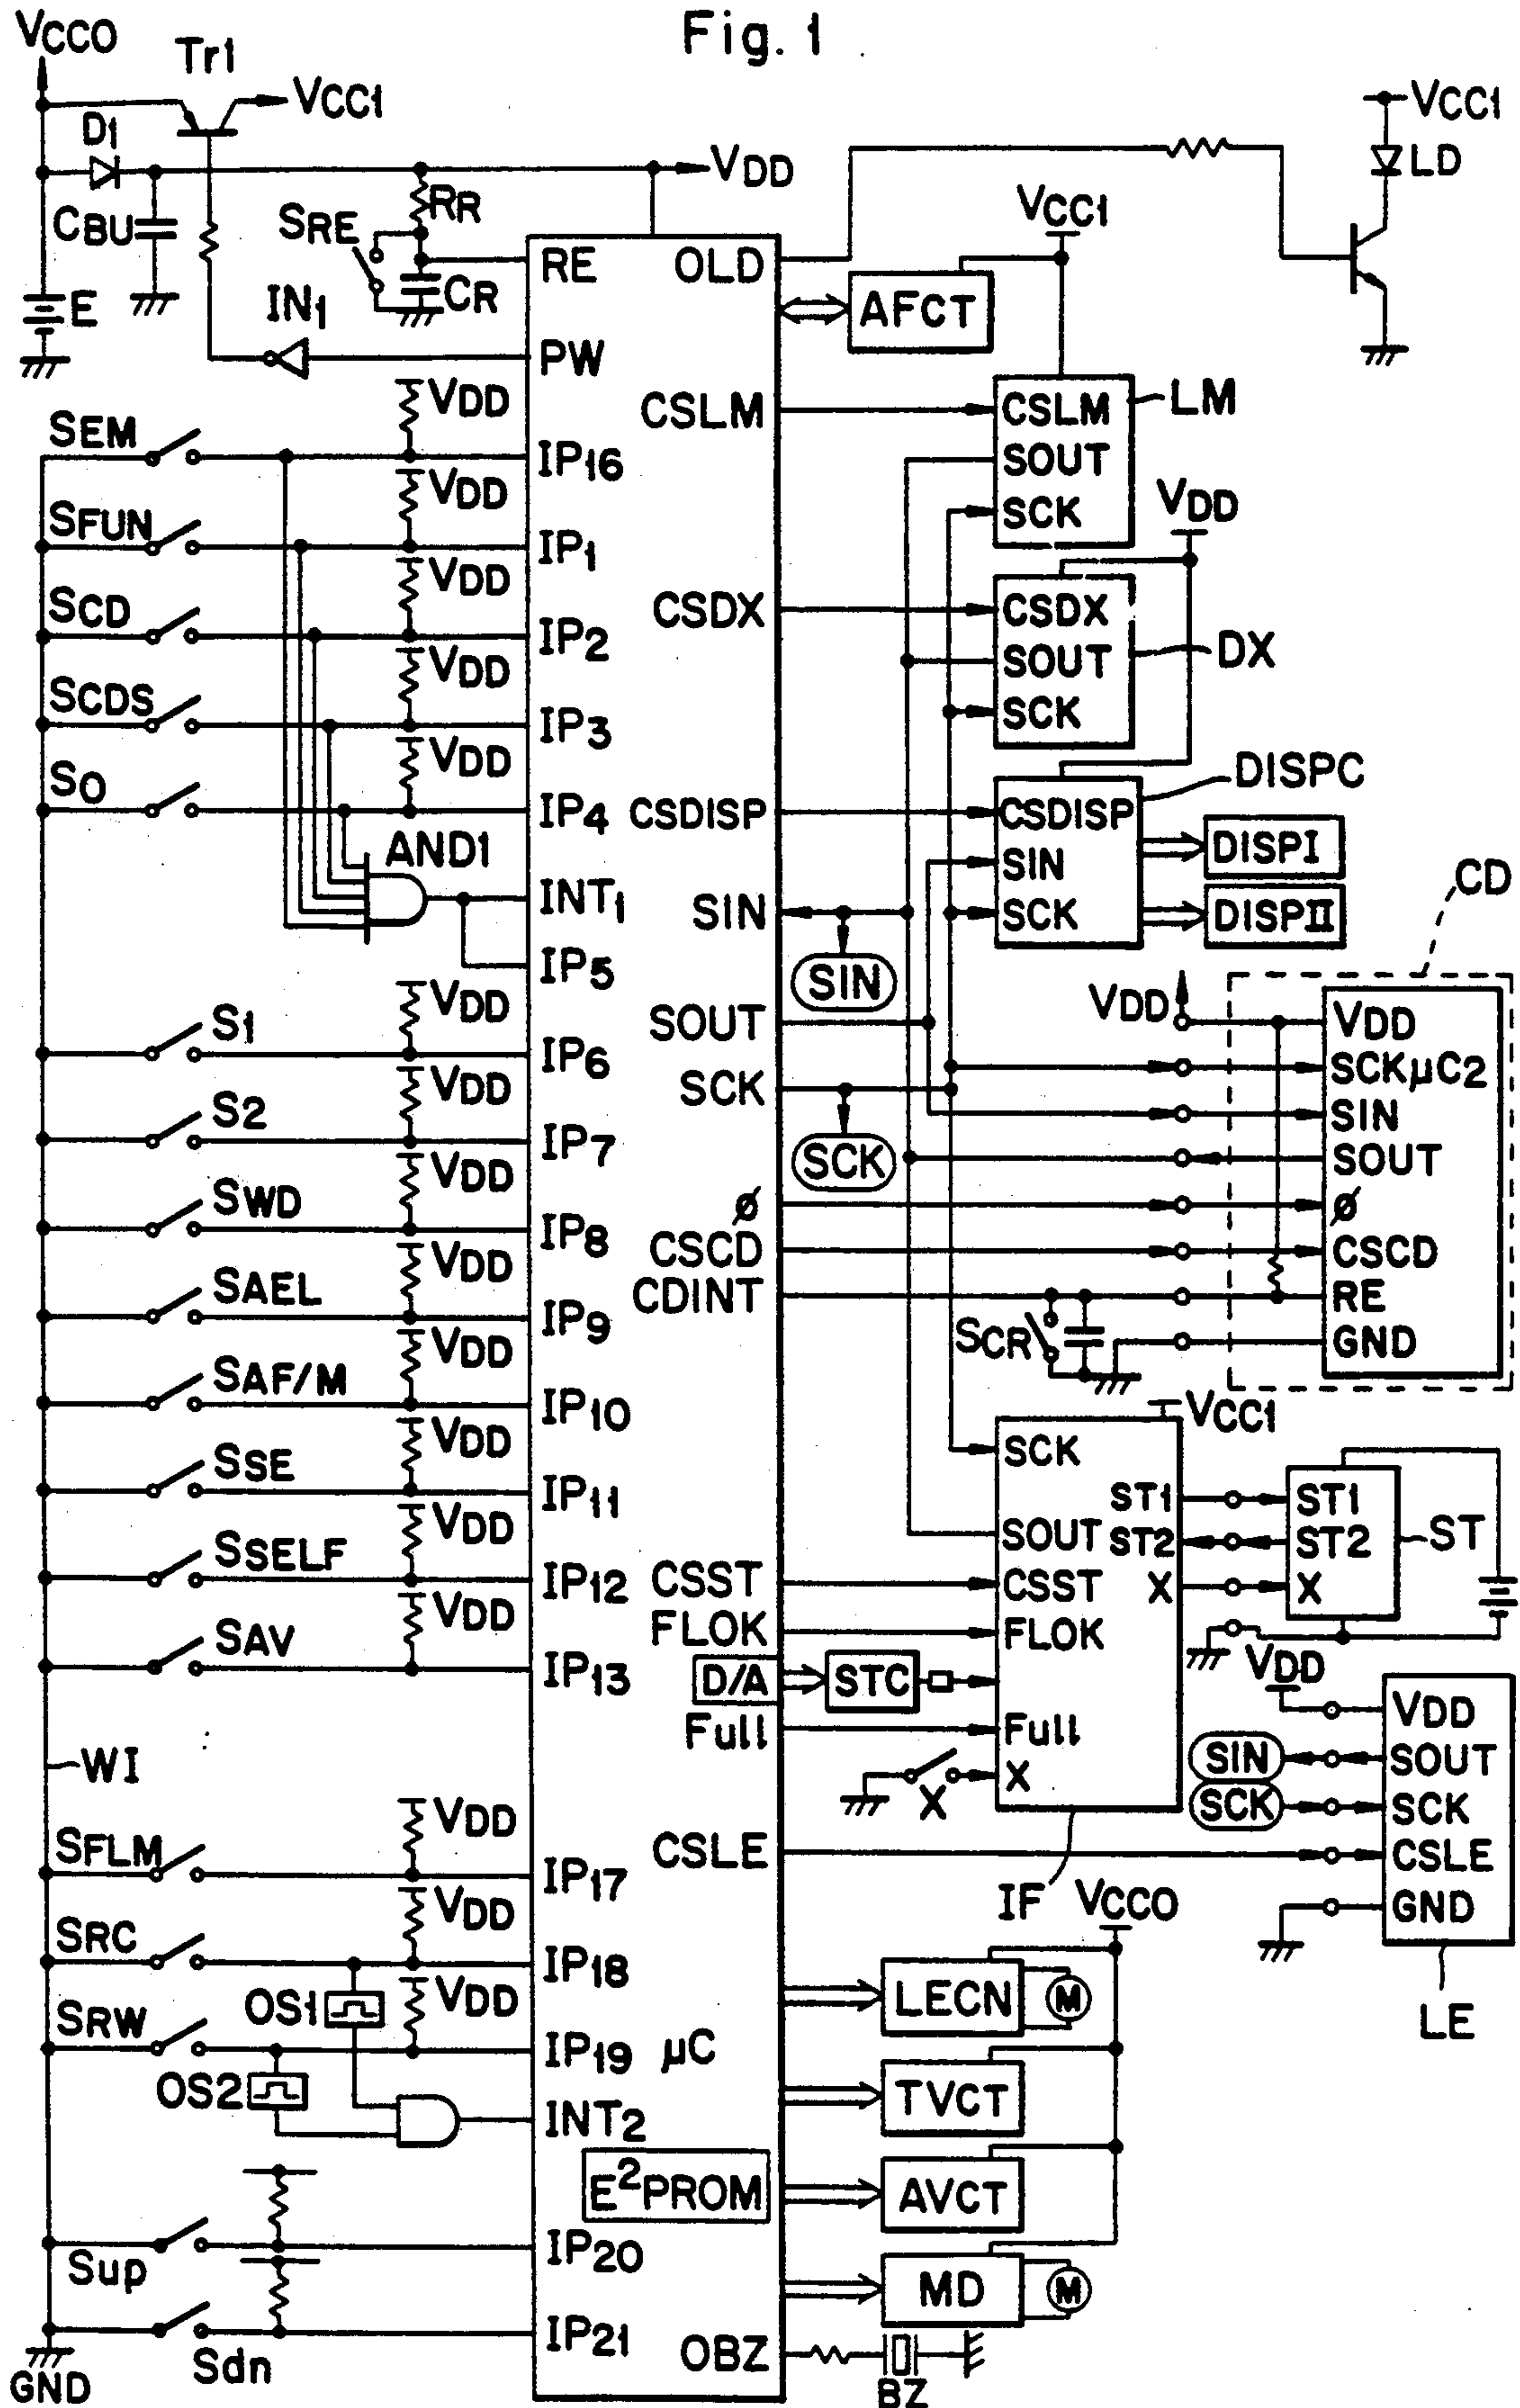 Fig. 1
VCCO
Tr1
VCC1
D1
VDD
CBU
RR
SRE
CR
E
IN1
RE
PW
OLD
VCC1
LD
VCC1
AFCT
SEM
VDD
IP16
CSLM
CSLM
SOUT
SCK
LM
SFUN
VDD
IP1
SCD
VDD
IP2
CSDX
VDD
CSDX
SOUT
SCK
DX
SCDS
VDD
IP3
SO
VDD
IP4
CSDISP
CSDISP
SIN
SCK
DISPC
DISPI
DISPII
AND1
INT1
IP5
SIN
SIN
CD
S1
VDD
IP6
SOUT
SCK
SCK
VDD
VDD
SCKμC2
SIN
SOUT
ø
CSCD
RE
GND
S2
VDD
IP7
SWD
VDD
IP8
ø
CSCD
CDINT
SCR
SAEL
VDD
IP9
SAF/M
VDD
IP10
SSE
VDD
IP11
VCC1
SCK
SOUT
CSST
FLOK
Full
X
ST1
ST2
X
ST1
ST2
X
ST
SSELF
VDD
IP12
CSST
FLOK
D/A
STC
Full
X
SAV
VDD
IP13
WI
VDD
VDD
SOUT
SCK
CSLE
GND
SIN
SCK
LE
SFLM
VDD
IP17
CSLE
IF
VCCO
SRC
VDD
IP18
OS1
LECN
M
SRW
VDD
IP19
μC
OS2
INT2
TVCT
E2PROM
AVCT
Sup
IP20
MD
M
Sdn
IP21
OBZ
BZ
GND